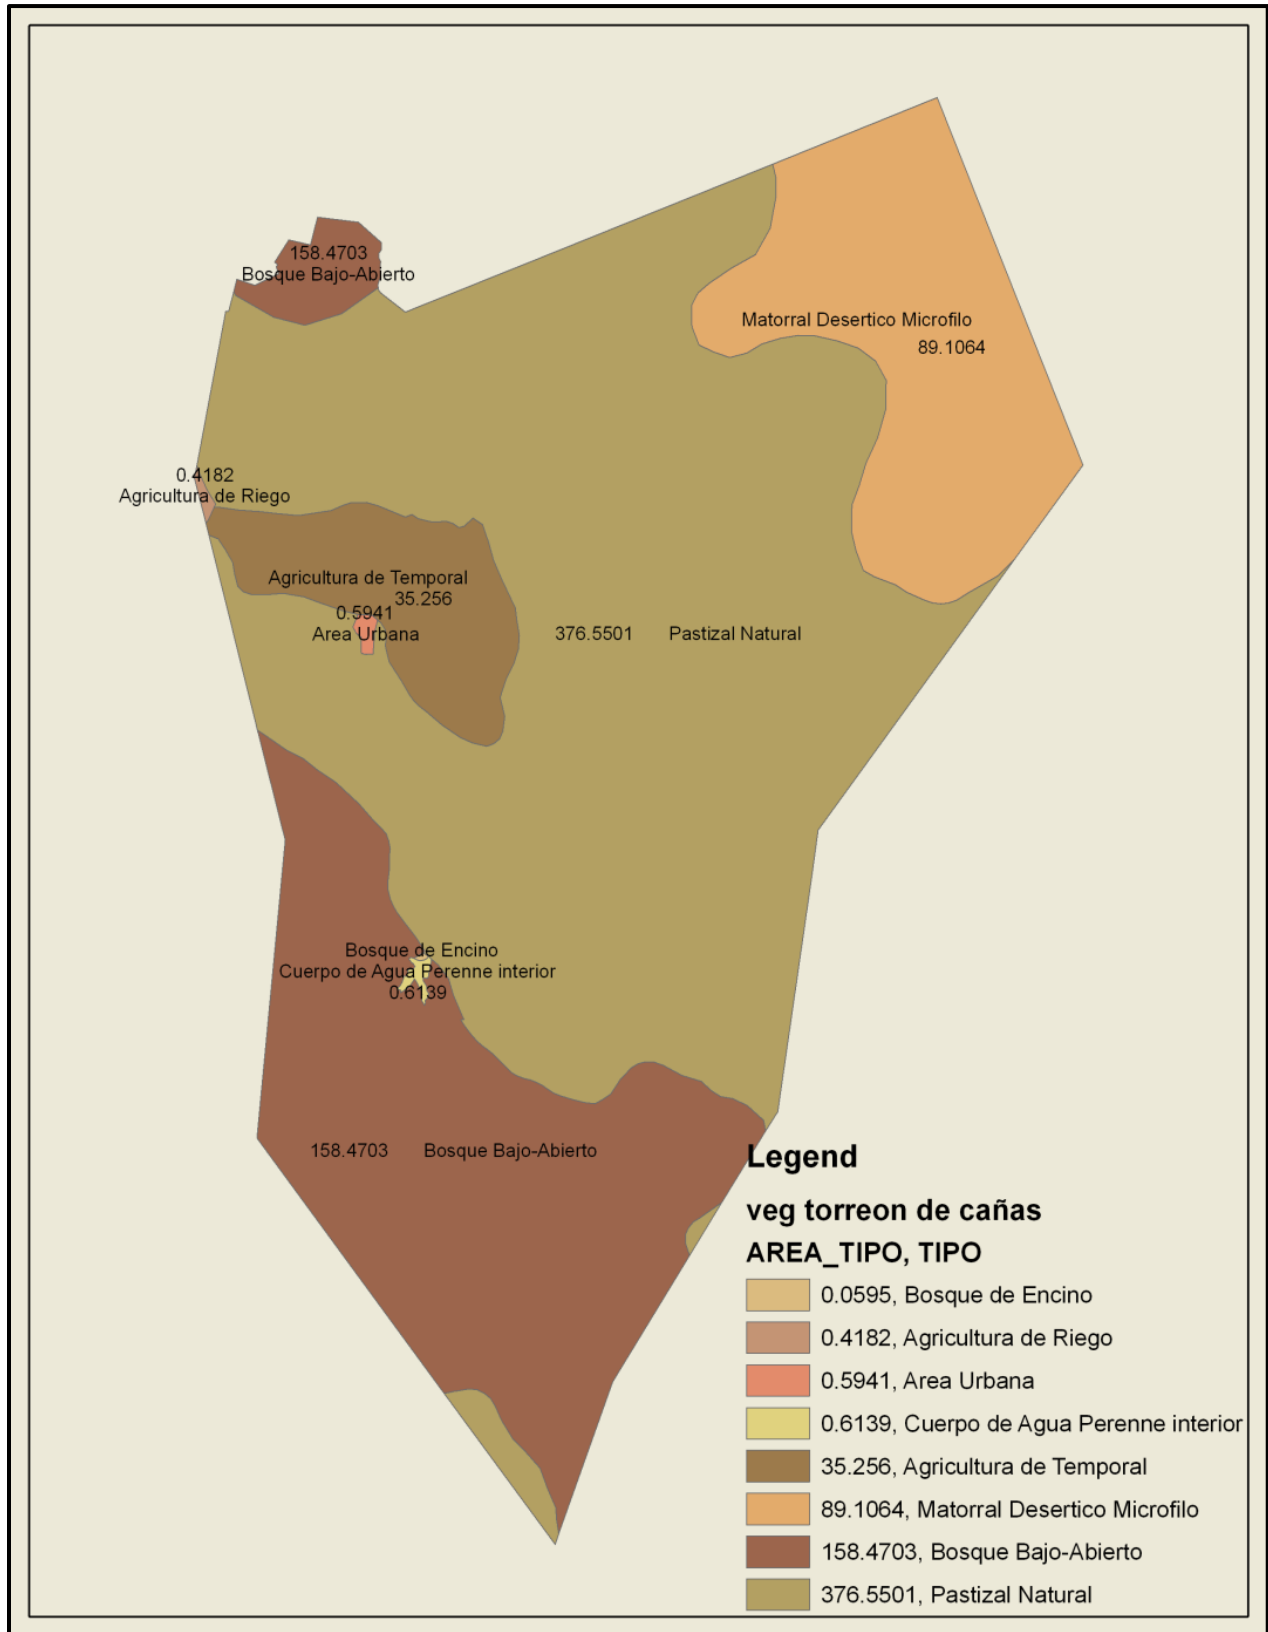 158.4703
Bosque Bajo-Abierto
Matorral Desertico Microfilo
89.1064
0.4182
Agricultura de Riego
Agricultura de Temporal
35.256
0.5941
Area Urbana
376.5501 Pastizal Natural
Bosque de Encino
Cuerpo de Agua Perenne interior
0.6139
158.4703 Bosque Bajo-Abierto
Legend
veg torreon de cañas
AREA_TIPO, TIPO
0.0595, Bosque de Encino
0.4182, Agricultura de Riego
0.5941, Area Urbana
0.6139, Cuerpo de Agua Perenne interior
35.256, Agricultura de Temporal
89.1064, Matorral Desertico Microfilo
158.4703, Bosque Bajo-Abierto
376.5501, Pastizal Natural